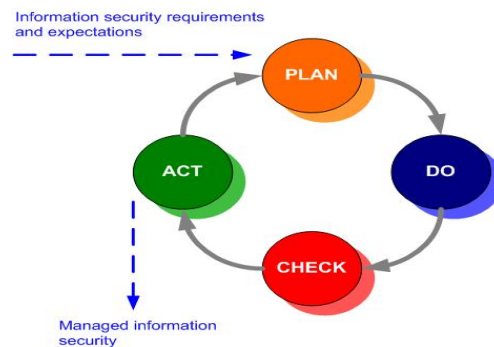 Information security requirements
and expectations
PLAN
ACT
DO
CHECK
Managed information
security